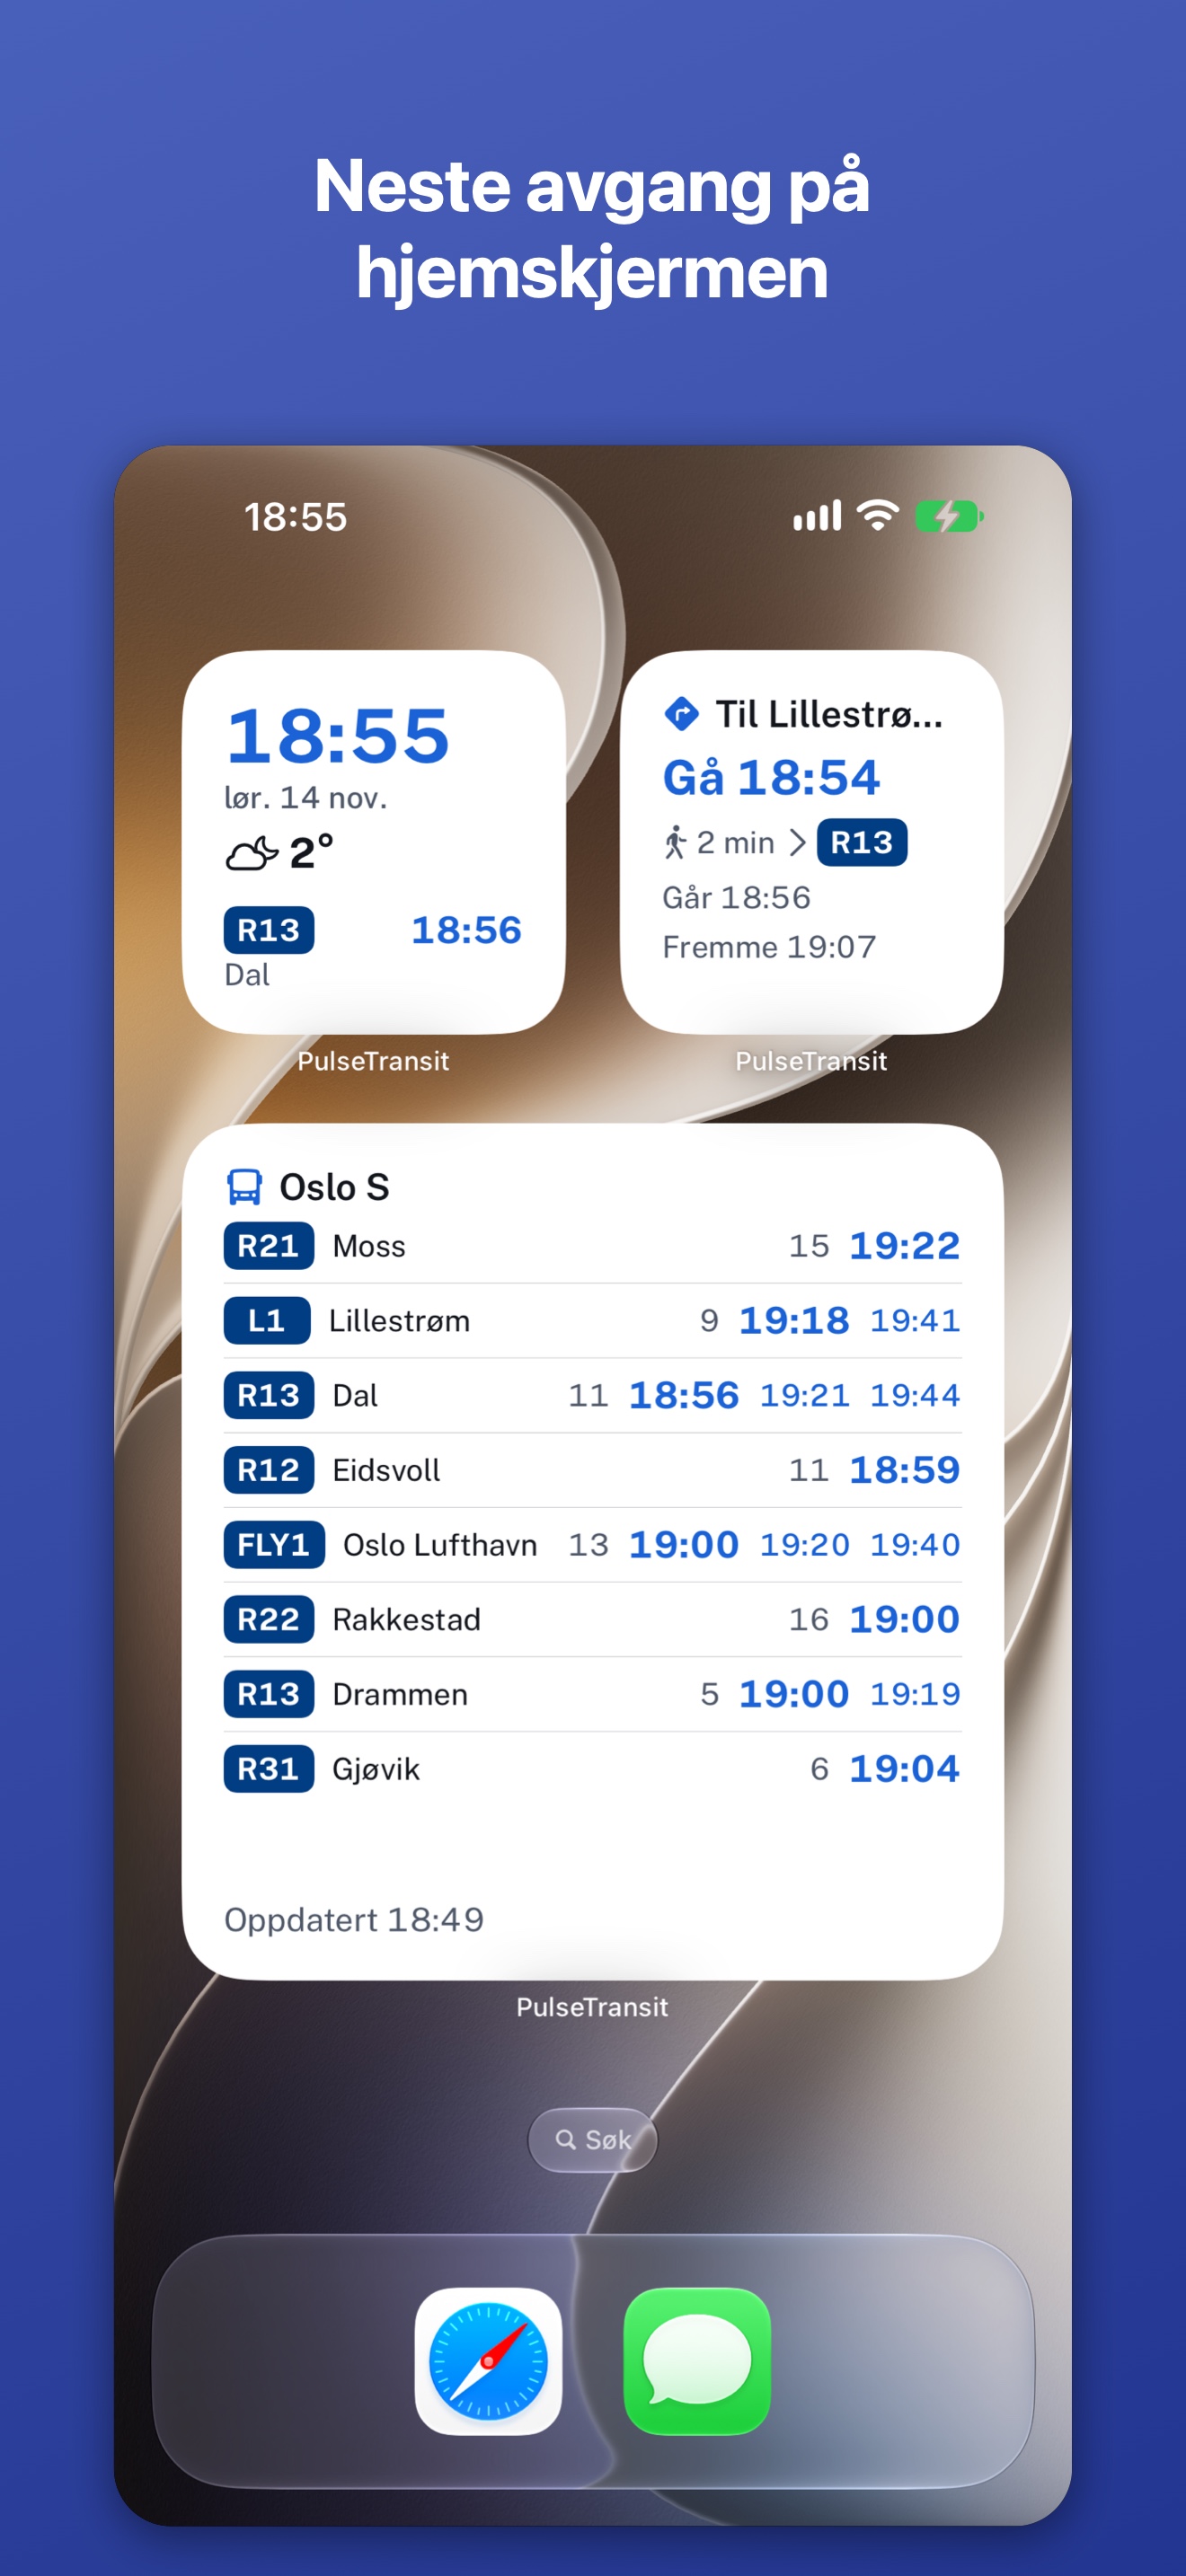 Neste avgang på
hjemskjermen
18:55
18:55
lør. 14 nov.
2°
R13 18:56
Dal
PulseTransit
Til Lillestrø...
Gå 18:54
2 min R13
Går 18:56
Fremme 19:07
PulseTransit
Oslo S
R21 Moss 15 19:22
L1 Lillestrøm 9 19:18 19:41
R13 Dal 11 18:56 19:21 19:44
R12 Eidsvoll 11 18:59
FLY1 Oslo Lufthavn 13 19:00 19:20 19:40
R22 Rakkestad 16 19:00
R13 Drammen 5 19:00 19:19
R31 Gjøvik 6 19:04
Oppdatert 18:49
PulseTransit
Søk